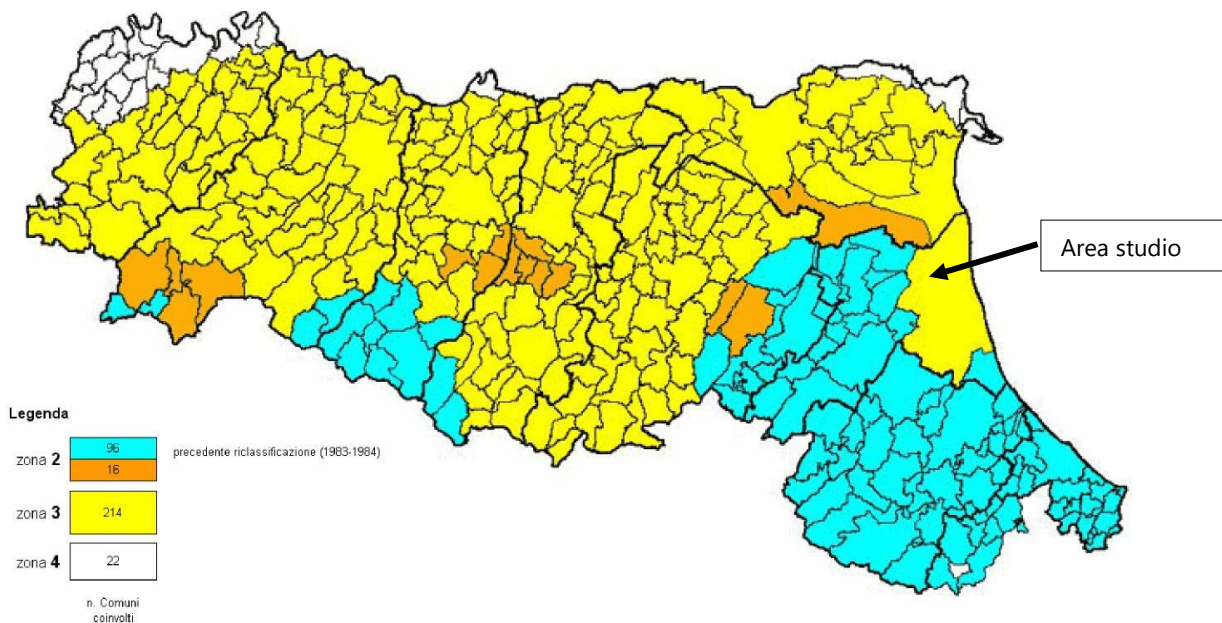 Area studio
Legenda
zona 2
96
16
precedente riclassificazione (1983-1984)
zona 3
214
zona 4
22
n. Comuni
coinvolti